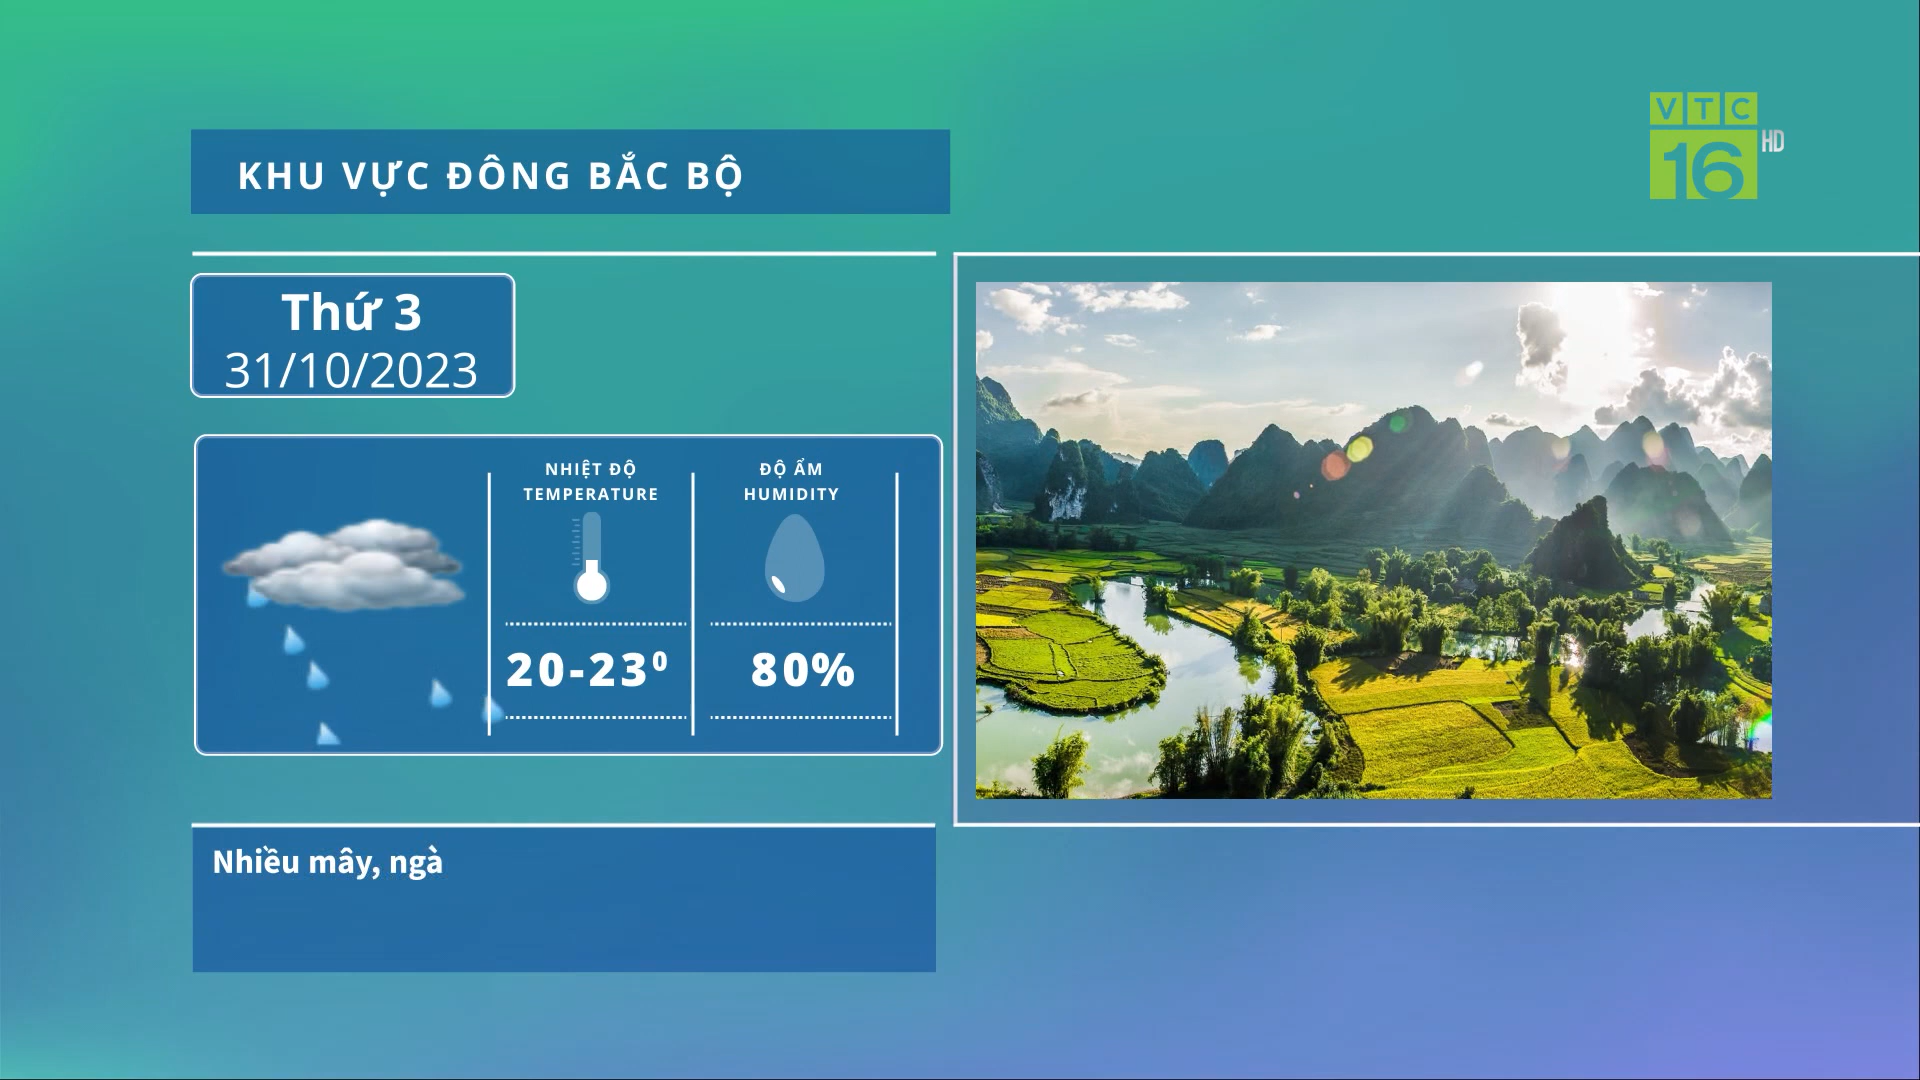 VTC
16 HD
KHU VỰC ĐÔNG BẮC BỘ
Thứ 3
31/10/2023
NHIỆT ĐỘ
TEMPERATURE
20-23⁰
ĐỘ ẨM
HUMIDITY
80%
Nhiều mây, ngà